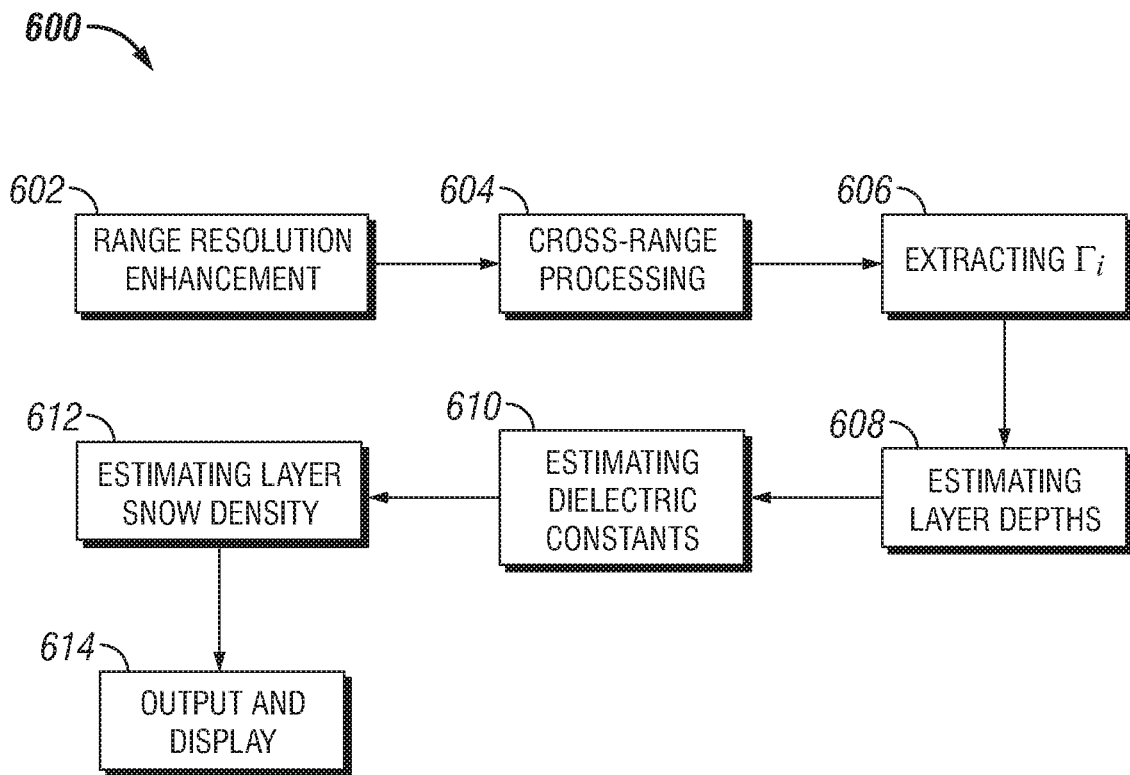 600
602
RANGE RESOLUTION
ENHANCEMENT
604
CROSS-RANGE
PROCESSING
606
EXTRACTING Γi
608
ESTIMATING
LAYER DEPTHS
610
ESTIMATING
DIELECTRIC
CONSTANTS
612
ESTIMATING LAYER
SNOW DENSITY
614
OUTPUT AND
DISPLAY